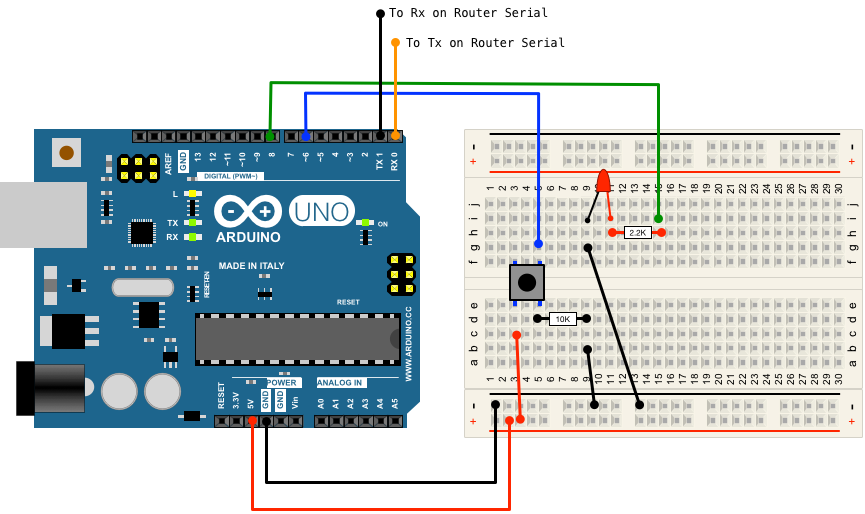 To Rx on Router Serial
To Tx on Router Serial
AREF
GND
13
12
~11
~10
~9
8
7
~6
~5
4
~3
2
TX 1
RX 0
DIGITAL (PWM~)
L
TX
RX
UNO
ARDUINO
ON
MADE IN ITALY
RESET-EN
RESET
WWW.ARDUINO.CC
POWER
ANALOG IN
RESET
3.3V
5V
GND
GND
Vin
A0
A1
A2
A3
A4
A5
- -
+ +
1 2 3 4 5 6 7 8 9 10 11 12 13 14 15 16 17 18 19 20 21 22 23 24 25 26 27 28 29 30
j j
i i
h h
g g
f f
2.2K
10K
e e
d d
c c
b b
a a
1 2 3 4 5 6 7 8 9 10 11 12 13 14 15 16 17 18 19 20 21 22 23 24 25 26 27 28 29 30
- -
+ +